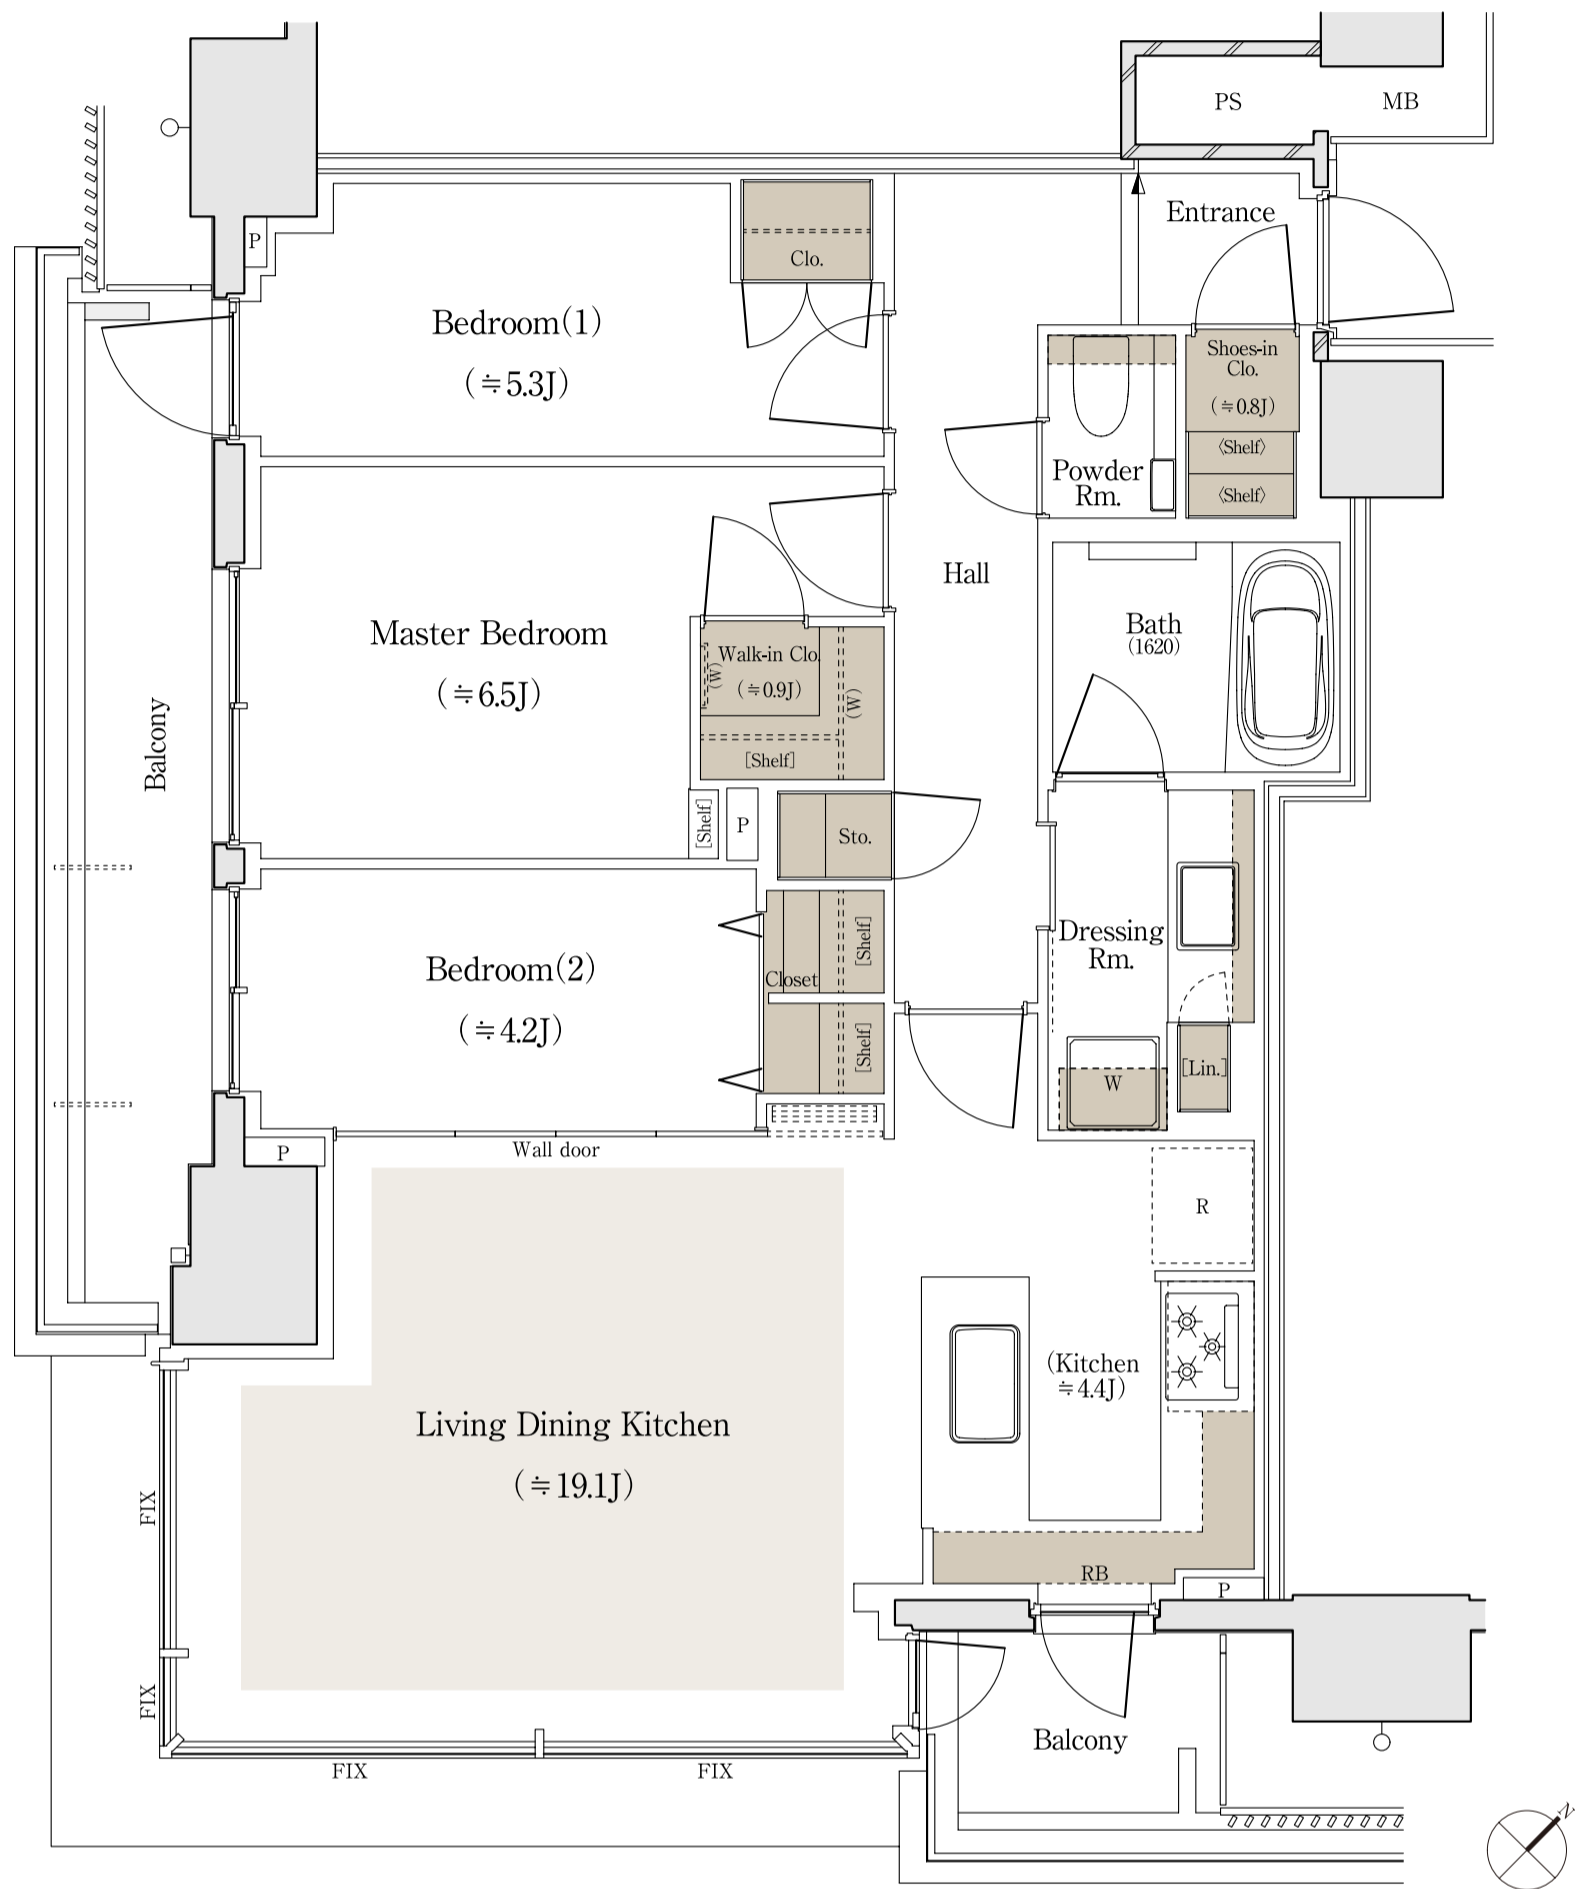 PS
MB
Entrance
P
Clo.
Bedroom(1)
(≒5.3J)
Shoes-in
Clo.
(≒0.8J)
〈Shelf〉
〈Shelf〉
Powder
Rm.
Hall
Master Bedroom
(≒6.5J)
Walk-in Clo.
(W)
(≒0.9J)
(W)
[Shelf]
Bath
(1620)
Balcony
[Shelf]
P
Sto.
Dressing
Rm.
Bedroom(2)
(≒4.2J)
Closet
[Shelf]
[Shelf]
W
[Lin.]
P
Wall door
R
(Kitchen
≒4.4J)
Living Dining Kitchen
(≒19.1J)
FIX
RB
P
FIX
Balcony
FIX
FIX
N